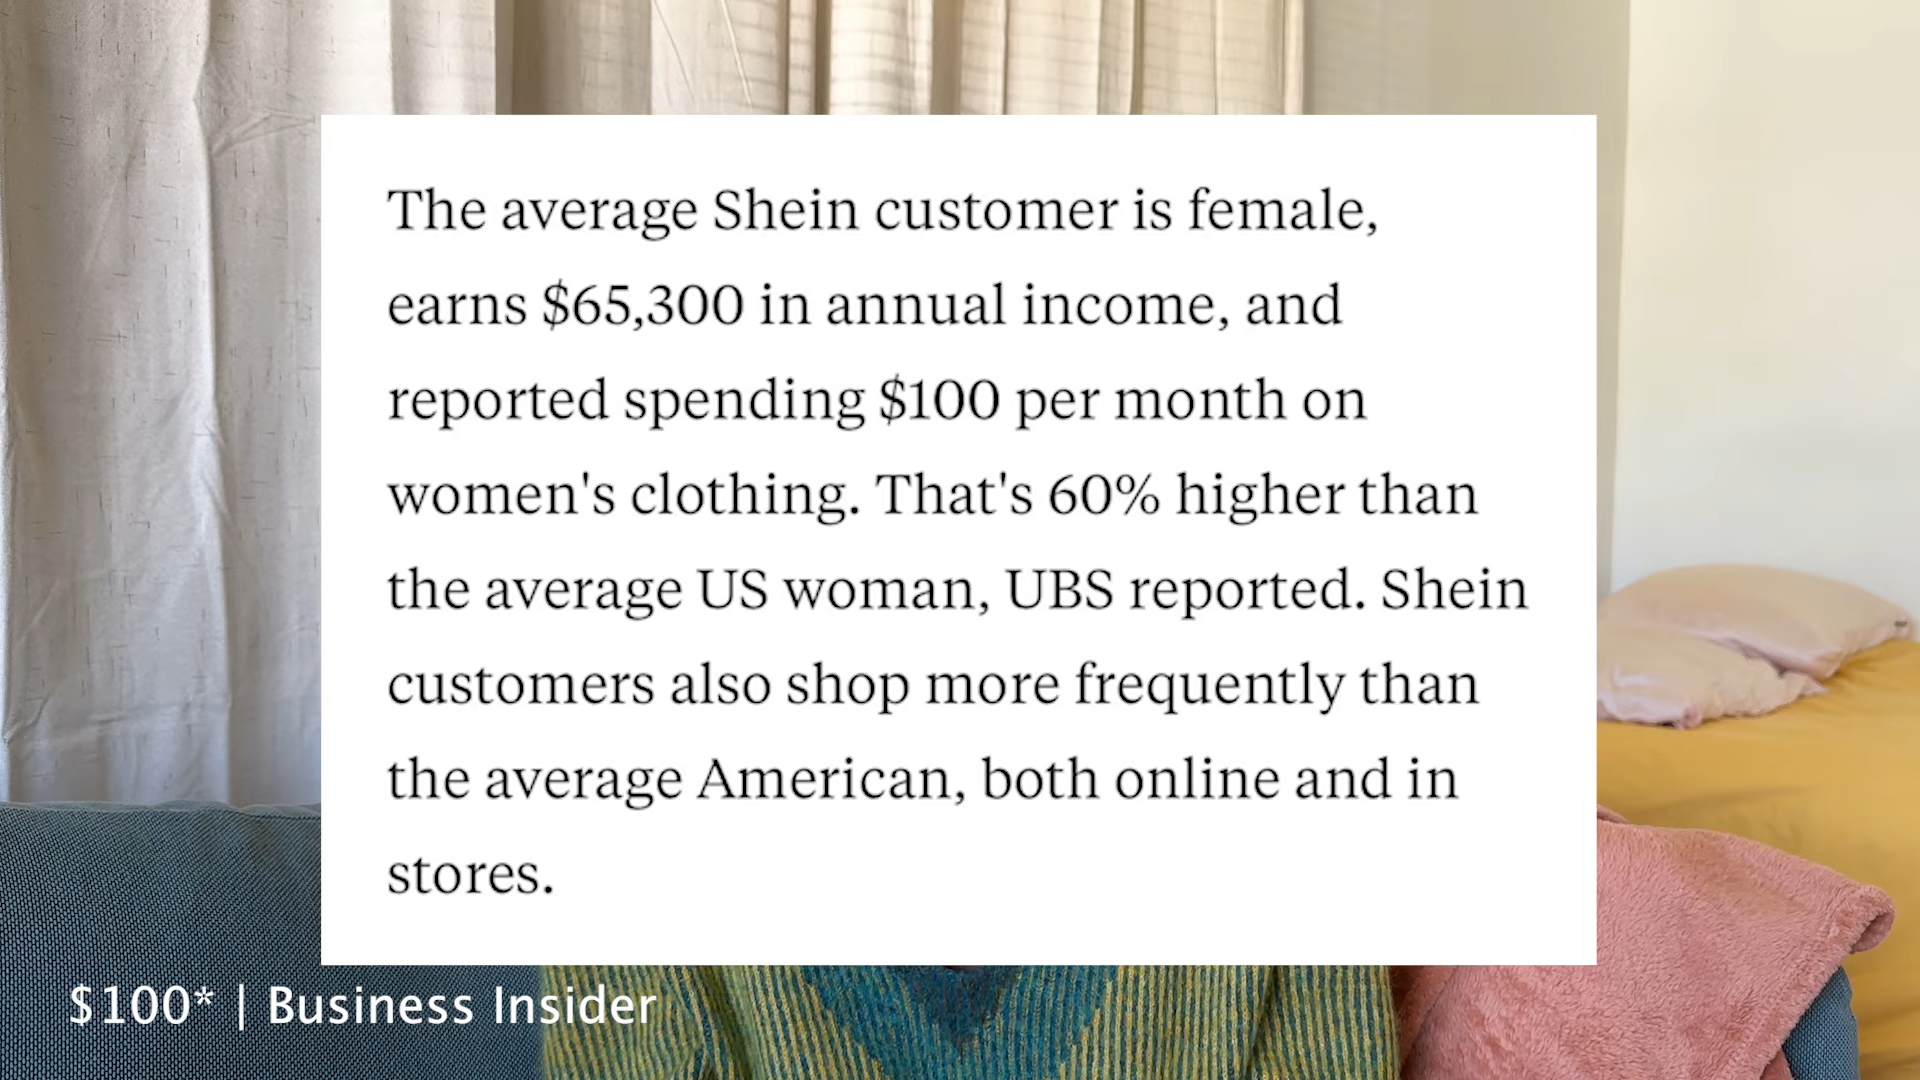 The average Shein customer is female,
earns $65,300 in annual income, and
reported spending $100 per month on
women's clothing. That's 60% higher than
the average US woman, UBS reported. Shein
customers also shop more frequently than
the average American, both online and in
stores.
$100* | Business Insider